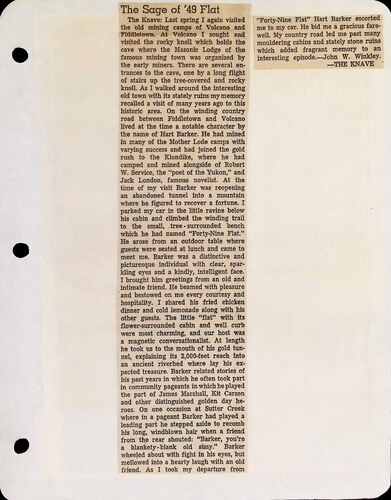 The Sage of '49 Flat
The Knave: Last spring I again visited
the old mining camps of Volcano and
Fiddletown. At Volcano I sought and
visited the rocky knoll which holds the
cave where the Masonic Lodge of the
famous mining town was organized by
the early miners. There are several en-
trances to the cave, one by a long flight
of stairs up the tree-covered and rocky
knoll. As I walked around the interesting
old town with its stately ruins my memory
recalled a visit of many years ago to this
historic area. On the winding country
road between Fiddletown and Volcano
lived at the time a notable character by
the name of Hart Barker. He had mined
in many of the Mother Lode camps with
varying success and had joined the gold
rush to the Klondike, where he had
camped and mined alongside of Robert
W. Service, the "poet of the Yukon," and
Jack London, famous novelist. At the
time of my visit Barker was reopening
an abandoned tunnel into a mountain
where he figured to recover a fortune. I
parked my car in the little ravine below
his cabin and climbed the winding trail
to the small, tree-surrounded bench
which he had named "Forty-Nine Flat."
He arose from an outdoor table where
guests were seated at lunch and came to
meet me. Barker was a distinctive and
picturesque individual with clear, spar-
kling eyes and a kindly, intelligent face.
I brought him greetings from an old and
intimate friend. He beamed with pleasure
and bestowed on me every courtesy and
hospitality. I shared his fried chicken
dinner and cold lemonade along with his
other guests. The little "flat" with its
flower-surrounded cabin and well curb
were most charming, and our host was
a magnetic conversationalist. At length
he took us to the mouth of his gold tun-
nel, explaining its 2,000-feet reach into
an ancient riverbed where lay his ex-
pected treasure. Barker related stories of
his past years in which he often took part
in community pageants in which he played
the part of James Marshall, Kit Carson
and other distinguished golden day he-
roes. On one occasion at Sutter Creek
where in a pageant Barker had played a
leading part he stepped aside to recomb
his long, windblown hair when a friend
from the rear shouted: "Barker, you're
a blankety-blank old sissy." Barker
wheeled about with fight in his eyes, but
mellowed into a hearty laugh with an old
friend. As I took my departure from
"Forty-Nine Flat" Hart Barker escorted
me to my car. He bid me a gracious fare-
well. My country road led me past many
mouldering cabins and stately stone ruins
which added fragrant memory to an
interesting episode.—John W. Winkley.
—THE KNAVE